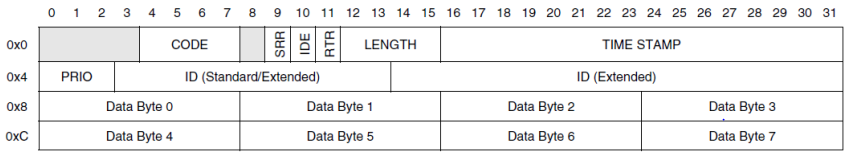 0 1 2 3 4 5 6 7 8 9 10 11 12 13 14 15 16 17 18 19 20 21 22 23 24 25 26 27 28 29 30 31
0x0 CODE SRR IDE RTR LENGTH TIME STAMP
0x4 PRIO ID (Standard/Extended) ID (Extended)
0x8 Data Byte 0 Data Byte 1 Data Byte 2 Data Byte 3
0xC Data Byte 4 Data Byte 5 Data Byte 6 Data Byte 7